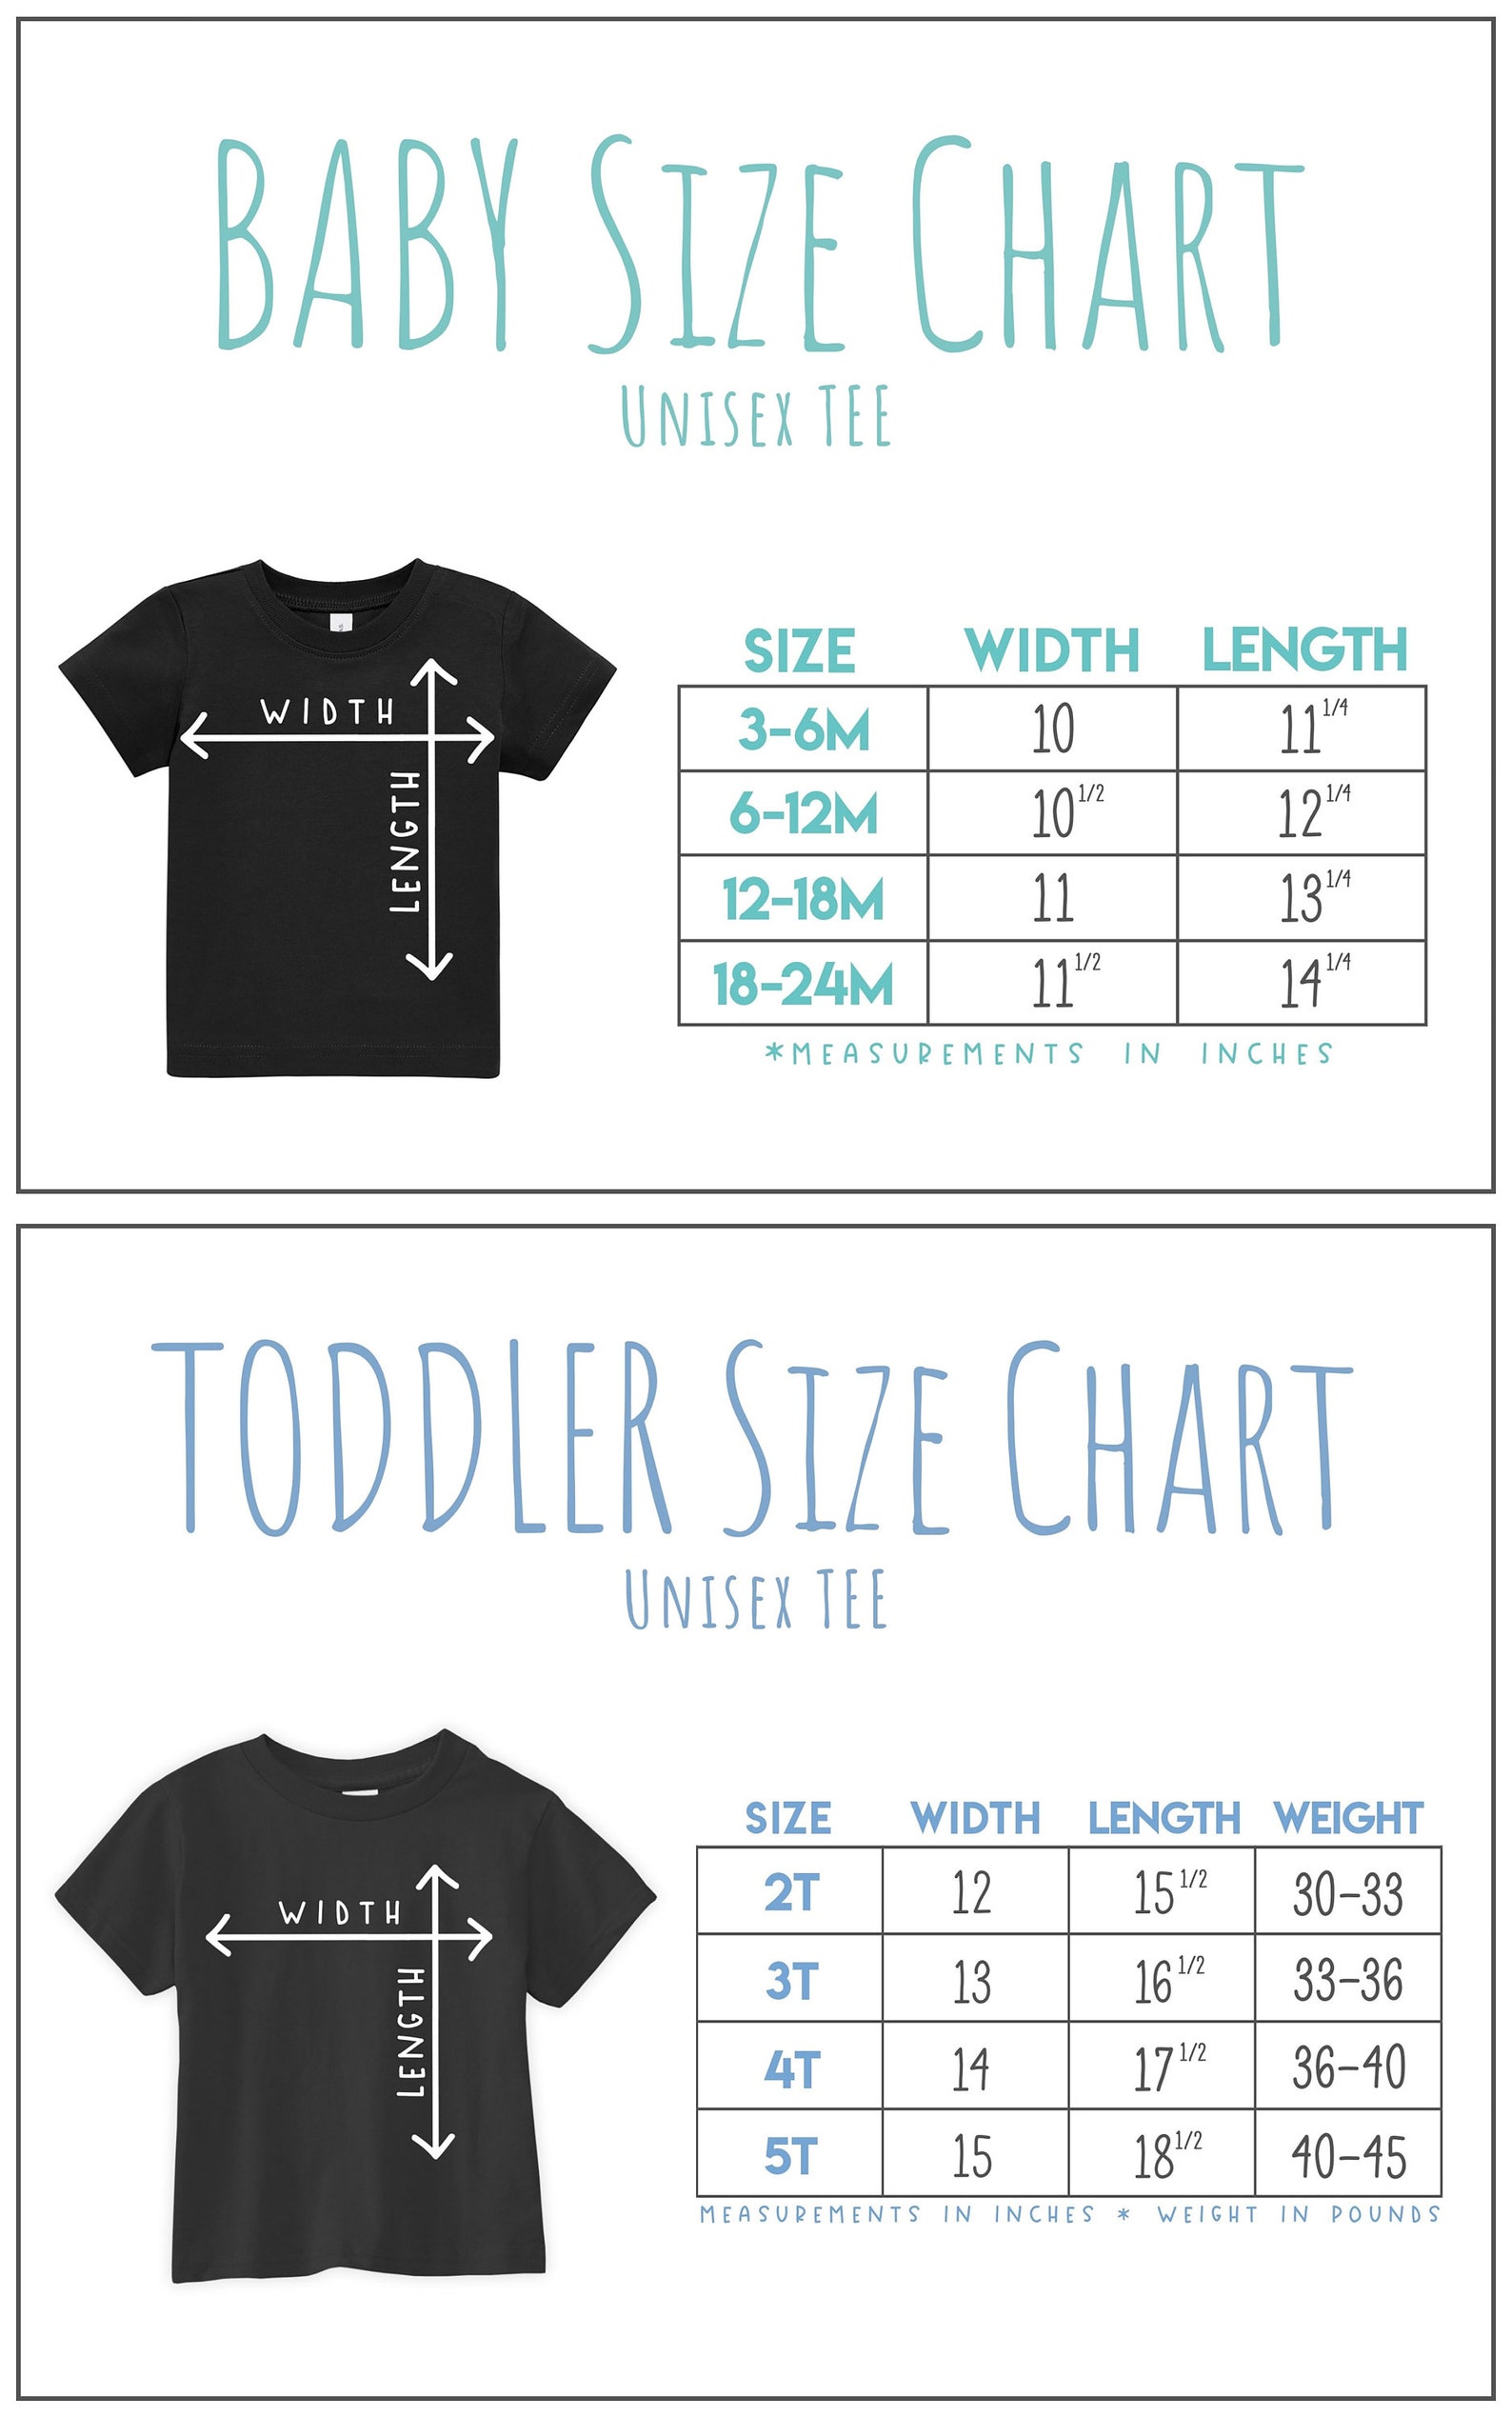 BABY SIZE CHART
UNISEX TEE
WIDTH
LENGTH
SIZE WIDTH LENGTH
3-6M 10 11 1/4
6-12M 10 1/2 12 1/4
12-18M 11 13 1/4
18-24M 11 1/2 14 1/4
*MEASUREMENTS IN INCHES
TODDLER SIZE CHART
UNISEX TEE
WIDTH
LENGTH
SIZE WIDTH LENGTH WEIGHT
2T 12 15 1/2 30-33
3T 13 16 1/2 33-36
4T 14 17 1/2 36-40
5T 15 18 1/2 40-45
MEASUREMENTS IN INCHES * WEIGHT IN POUNDS